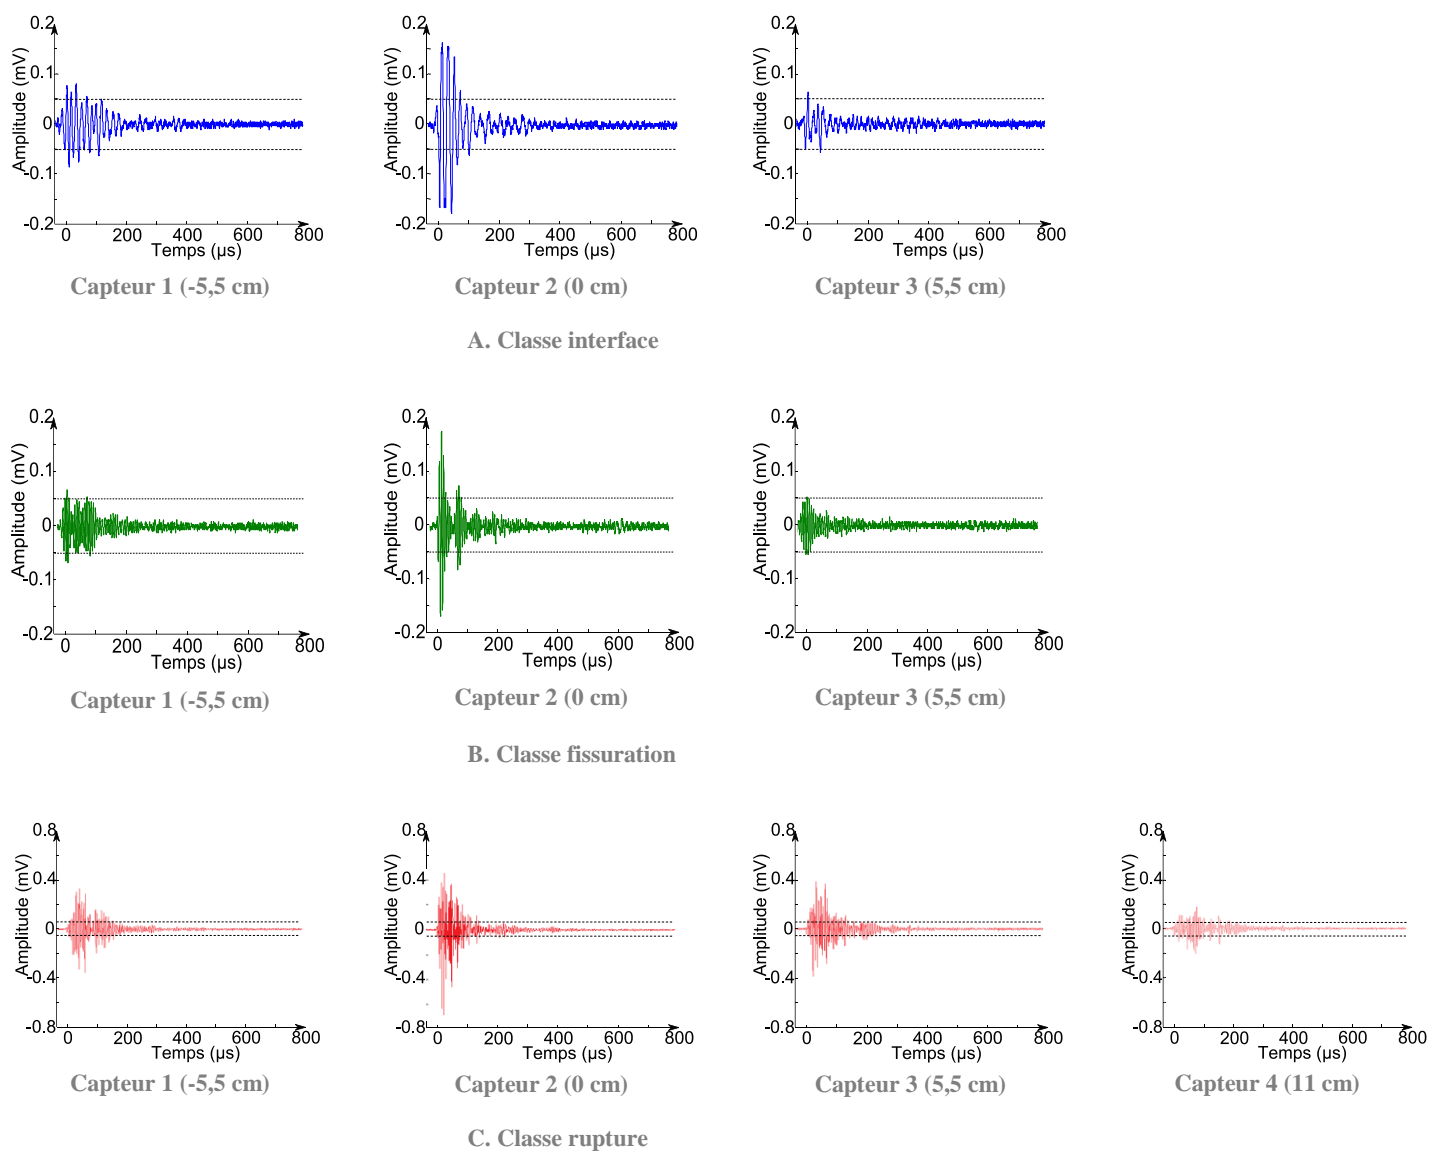 0.2 0.2 0.2
Amplitude (mV) Amplitude (mV) Amplitude (mV)
0.1 0.1 0.1
0 0 0
-0.1 -0.1 -0.1
-0.2 -0.2 -0.2
0 200 400 600 800 0 200 400 600 800 0 200 400 600 800
Temps (µs) Temps (µs) Temps (µs)
Capteur 1 (-5,5 cm) Capteur 2 (0 cm) Capteur 3 (5,5 cm)
A. Classe interface
0.2 0.2 0.2
Amplitude (mV) Amplitude (mV) Amplitude (mV)
0.1 0.1 0.1
0 0 0
-0.1 -0.1 -0.1
-0.2 -0.2 -0.2
0 200 400 600 800 0 200 400 600 800 0 200 400 600 800
Temps (µs) Temps (µs) Temps (µs)
Capteur 1 (-5,5 cm) Capteur 2 (0 cm) Capteur 3 (5,5 cm)
B. Classe fissuration
0.8 0.8 0.8 0.8
Amplitude (mV) Amplitude (mV) Amplitude (mV) Amplitude (mV)
0.4 0.4 0.4 0.4
0 0 0 0
-0.4 -0.4 -0.4 -0.4
-0.8 -0.8 -0.8 -0.8
0 200 400 600 800 0 200 400 600 800 0 200 400 600 800 0 200 400 600 800
Temps (µs) Temps (µs) Temps (µs) Temps (µs)
Capteur 1 (-5,5 cm) Capteur 2 (0 cm) Capteur 3 (5,5 cm) Capteur 4 (11 cm)
C. Classe rupture